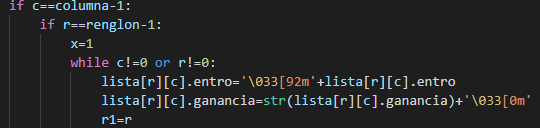 if c==columna-1:
if r==renglon-1:
x=1
while c!=0 or r!=0:
lista[r][c].entro='\033[92m'+lista[r][c].entro
lista[r][c].ganancia=str(lista[r][c].ganancia)+'\033[0m'
r1=r